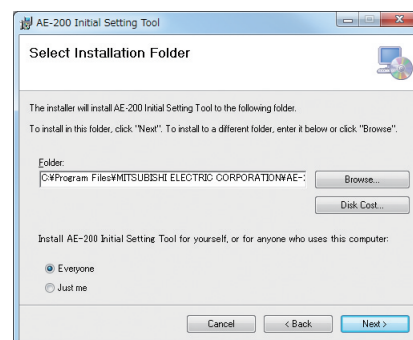 AE-200 Initial Setting Tool
Select Installation Folder
The installer will install AE-200 Initial Setting Tool to the following folder.
To install in this folder, click "Next". To install to a different folder, enter it below or click "Browse".
Folder:
C:¥Program Files¥MITSUBISHI ELECTRIC CORPORATION¥AE-
Browse...
Disk Cost...
Install AE-200 Initial Setting Tool for yourself, or for anyone who uses this computer:
Everyone
Just me
Cancel
< Back
Next >